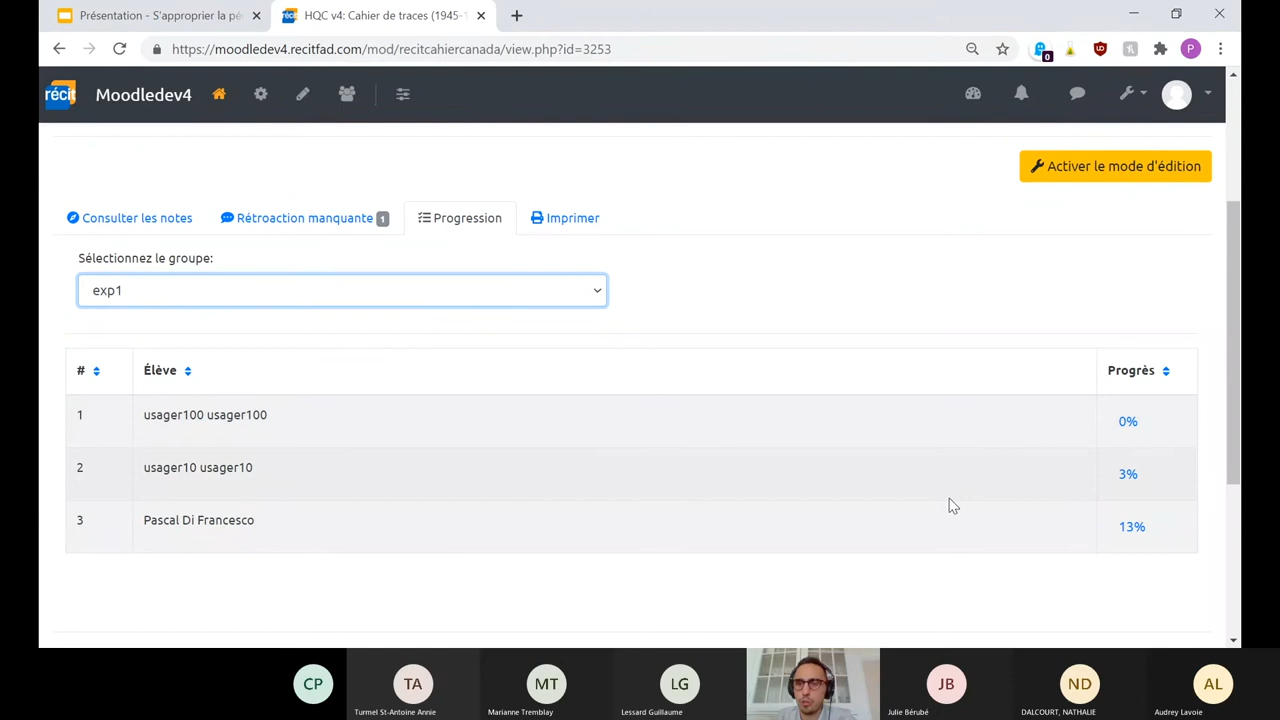 Présentation - S'approprier la pé
HQC v4: Cahier de traces (1945-1
https://moodledev4.recitfad.com/mod/recitcahiercanada/view.php?id=3253
0
P
récit
Moodledev4
Activer le mode d'édition
Consulter les notes
Rétroaction manquante 1
Progression
Imprimer
Sélectionnez le groupe:
exp1
# Élève Progrès
1 usager100 usager100 0%
2 usager10 usager10 3%
3 Pascal Di Francesco 13%
CP TA MT LG JB ND AL
Turmel St-Antoine Annie Marianne Tremblay Lessard Guillaume Julie Bérubé DALCOURT, NATHALIE Audrey Lavoie